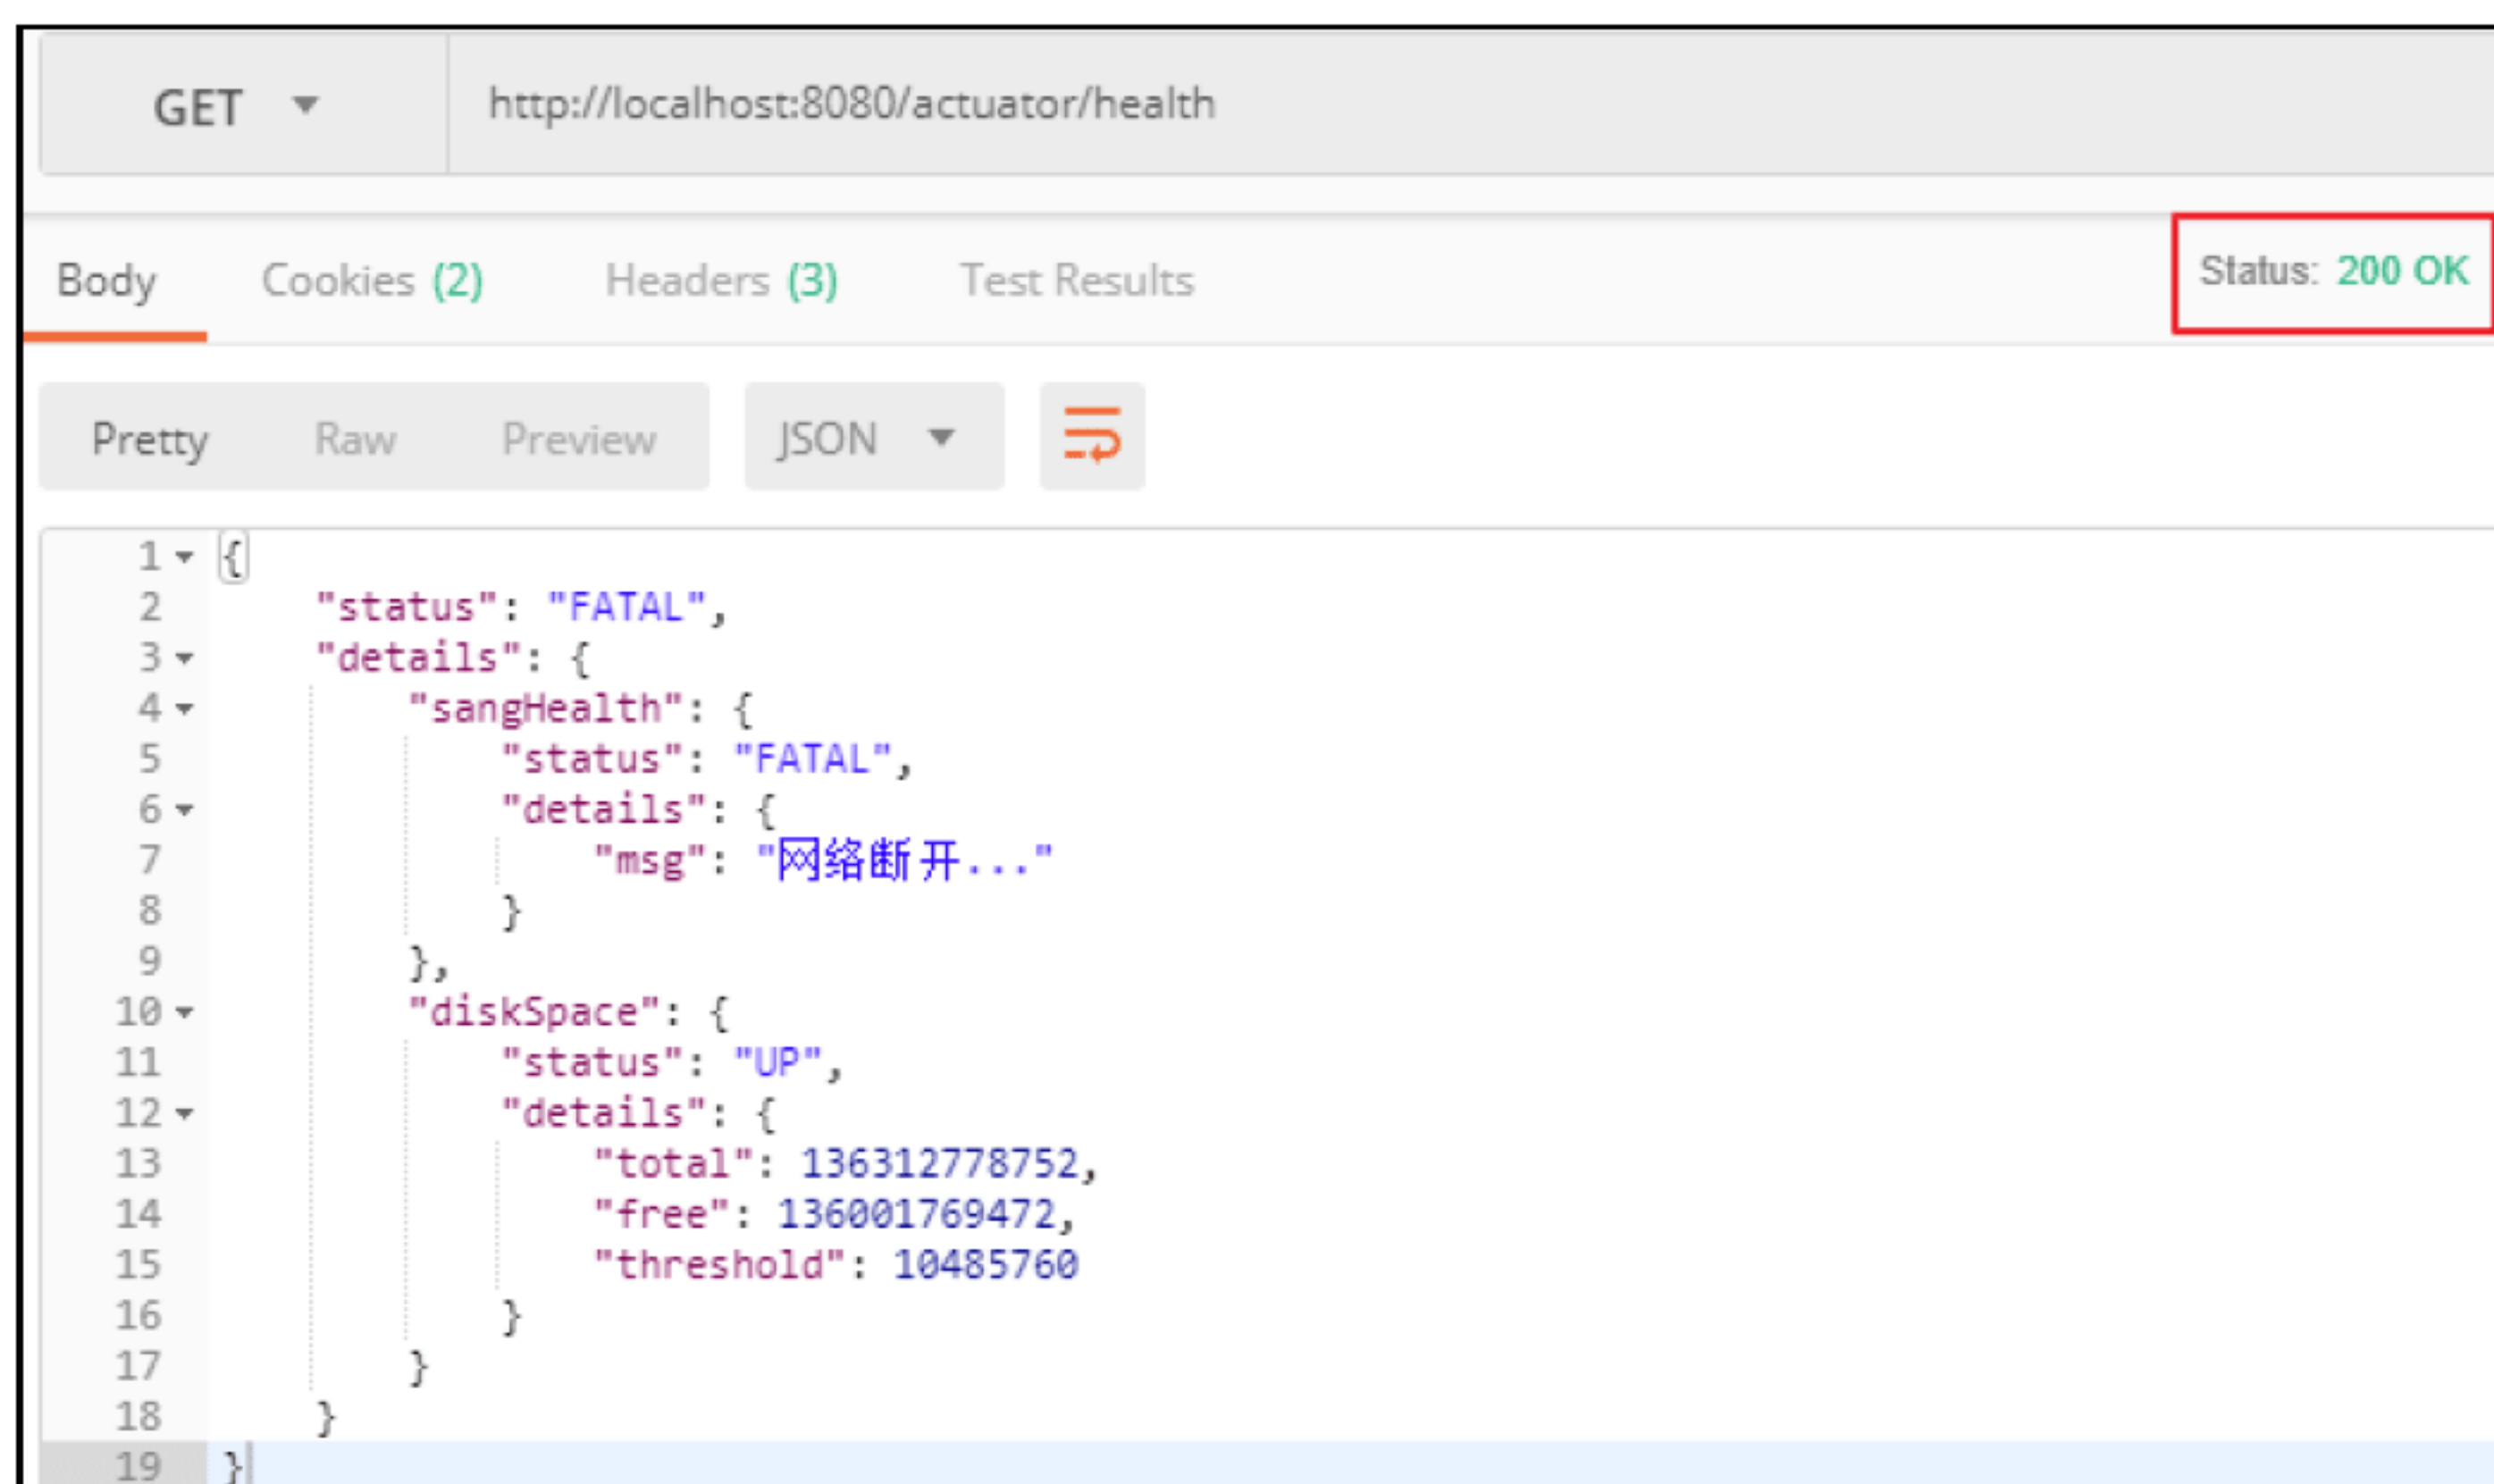 GET http://localhost:8080/actuator/health
Body Cookies (2) Headers (3) Test Results Status: 200 OK
Pretty Raw Preview JSON
1 {
2 "status": "FATAL",
3 "details": {
4 "sangHealth": {
5 "status": "FATAL",
6 "details": {
7 "msg": "网络断开..."
8 }
9 },
10 "diskSpace": {
11 "status": "UP",
12 "details": {
13 "total": 136312778752,
14 "free": 136001769472,
15 "threshold": 10485760
16 }
17 }
18 }
19 }